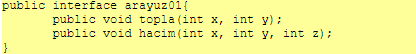 public interface arayuz01{
public void topla(int x, int y);
public void hacim(int x, int y, int z);
}